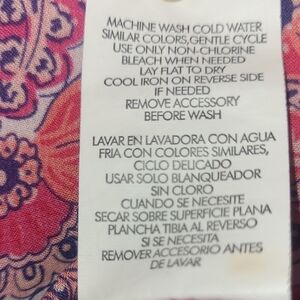 MACHINE WASH COLD WATER
SIMILAR COLORS, GENTLE CYCLE
USE ONLY NON-CHLORINE
BLEACH WHEN NEEDED
LAY FLAT TO DRY
COOL IRON ON REVERSE SIDE
IF NEEDED
REMOVE ACCESSORY
BEFORE WASH
LAVAR EN LAVADORA CON AGUA
FRIA CON COLORES SIMILARES,
CICLO DELICADO
USAR SOLO BLANQUEADOR
SIN CLORO
CUANDO SE NECESITE
SECAR SOBRE SUPERFICIE PLANA
PLANCHA TIBIA AL REVERSO
SI SE NECESITA
REMOVER ACCESORIO ANTES
DE LAVAR